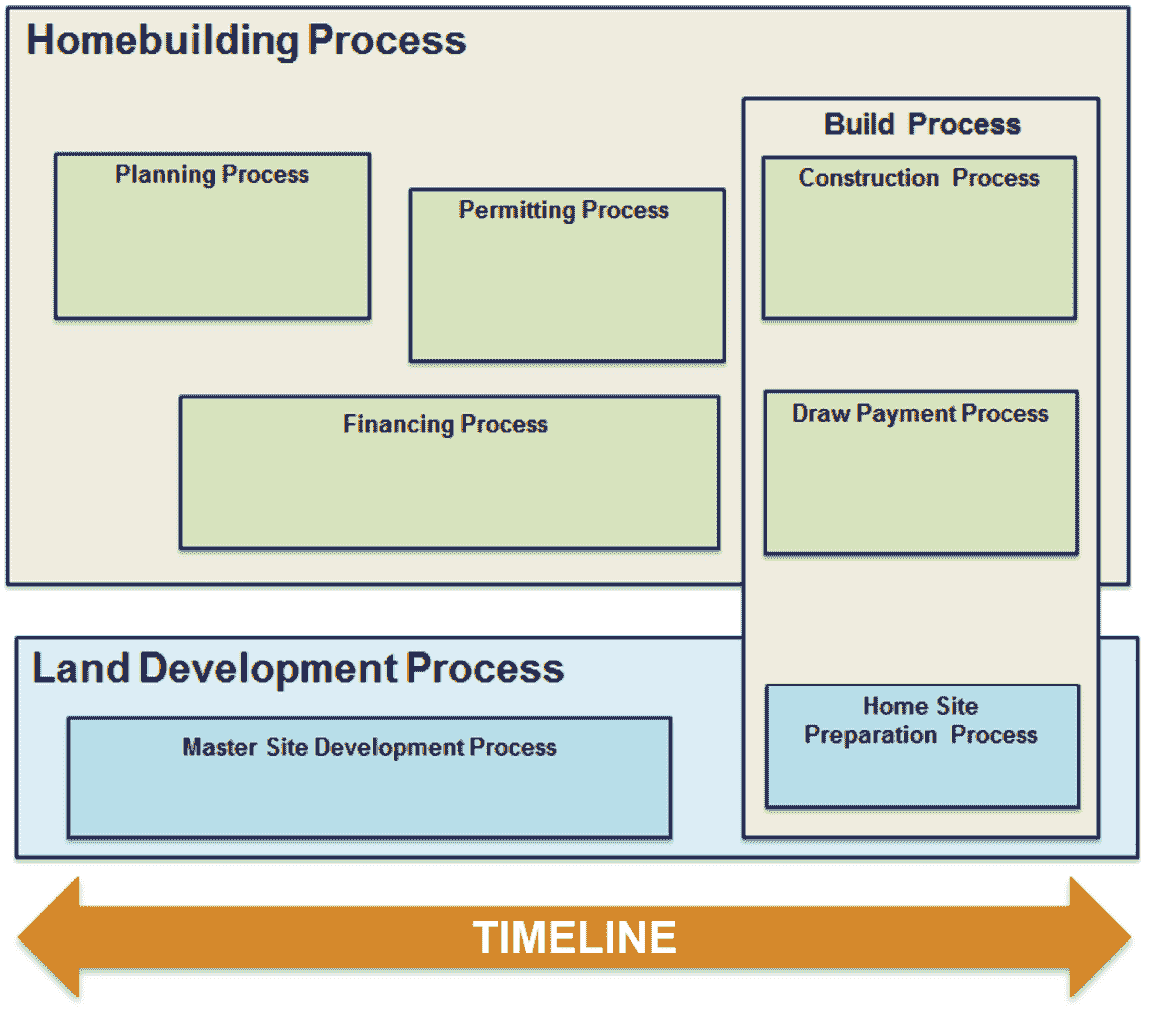 Homebuilding Process
Build Process
Planning Process
Construction Process
Permitting Process
Financing Process
Draw Payment Process
Land Development Process
Home Site
Preparation Process
Master Site Development Process
TIMELINE